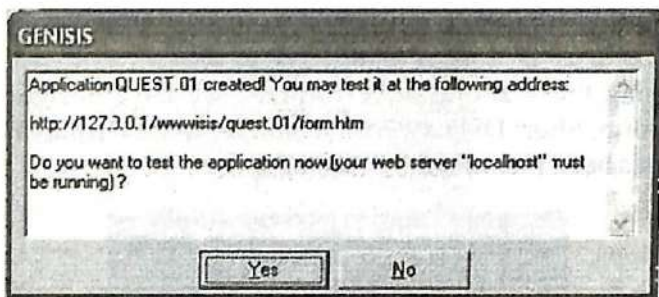 GENISIS
Application QUEST.01 created! You may test it at the following address:
http://127.0.0.1/wwwisis/quest.01/form.htm
Do you want to test the application now (your web server "localhost" must
be running)?
Yes No